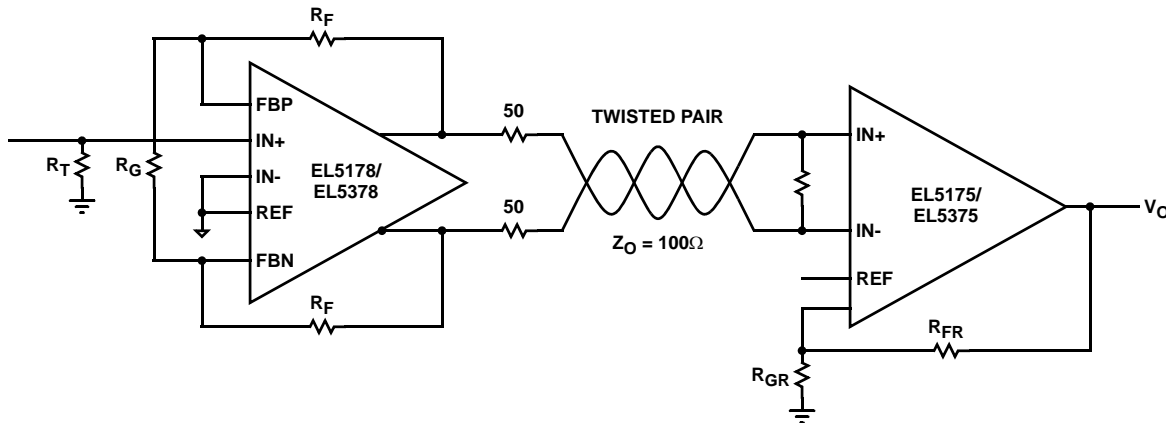 RF
FBP
IN+
RT
RG
IN-
REF
FBN
EL5178/
EL5378
RF
50
50
TWISTED PAIR
ZO = 100Ω
IN+
IN-
REF
EL5175/
EL5375
VO
RFR
RGR